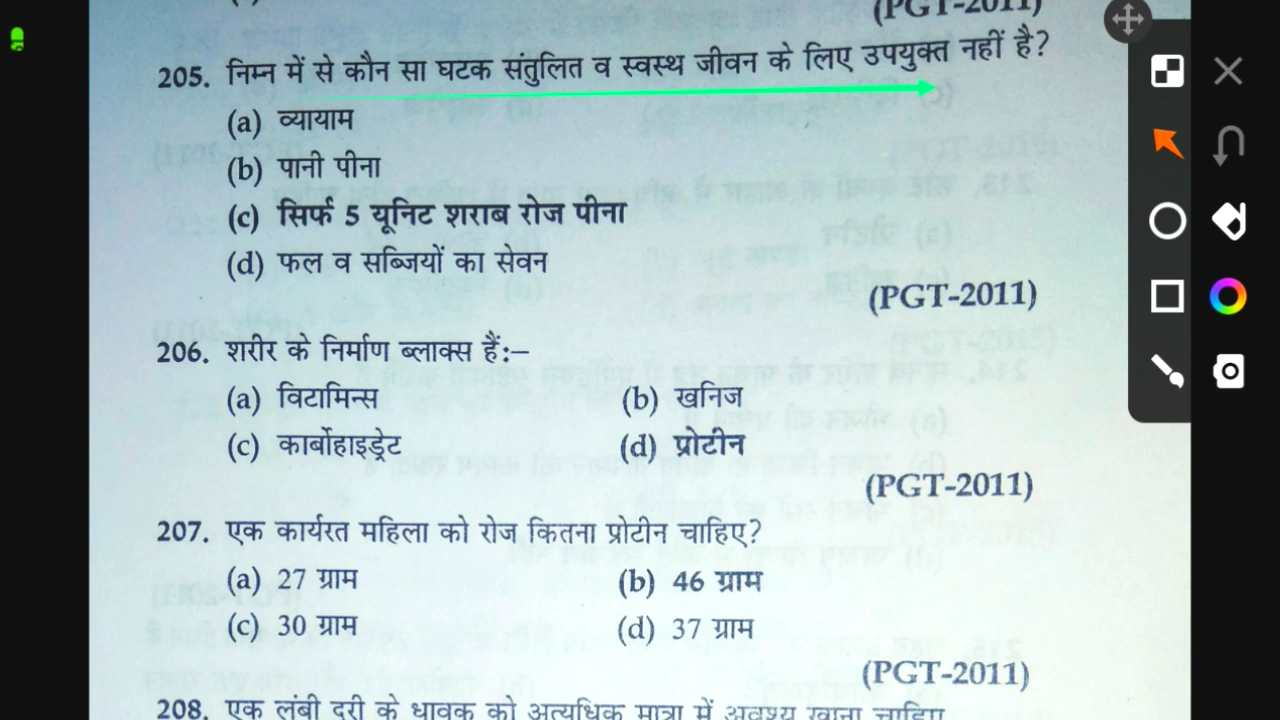 (PGT-2011)
205. निम्न में से कौन सा घटक संतुलित व स्वस्थ जीवन के लिए उपयुक्त नहीं है?
(a) व्यायाम
(b) पानी पीना
(c) सिर्फ 5 यूनिट शराब रोज पीना
(d) फल व सब्जियों का सेवन
(PGT-2011)
206. शरीर के निर्माण ब्लाक्स हैं:–
(a) विटामिन्स (b) खनिज
(c) कार्बोहाइड्रेट (d) प्रोटीन
(PGT-2011)
207. एक कार्यरत महिला को रोज कितना प्रोटीन चाहिए?
(a) 27 ग्राम (b) 46 ग्राम
(c) 30 ग्राम (d) 37 ग्राम
(PGT-2011)
208. एक लंबी दूरी के धावक को अत्यधिक मात्रा में अवश्य खाना चाहिए